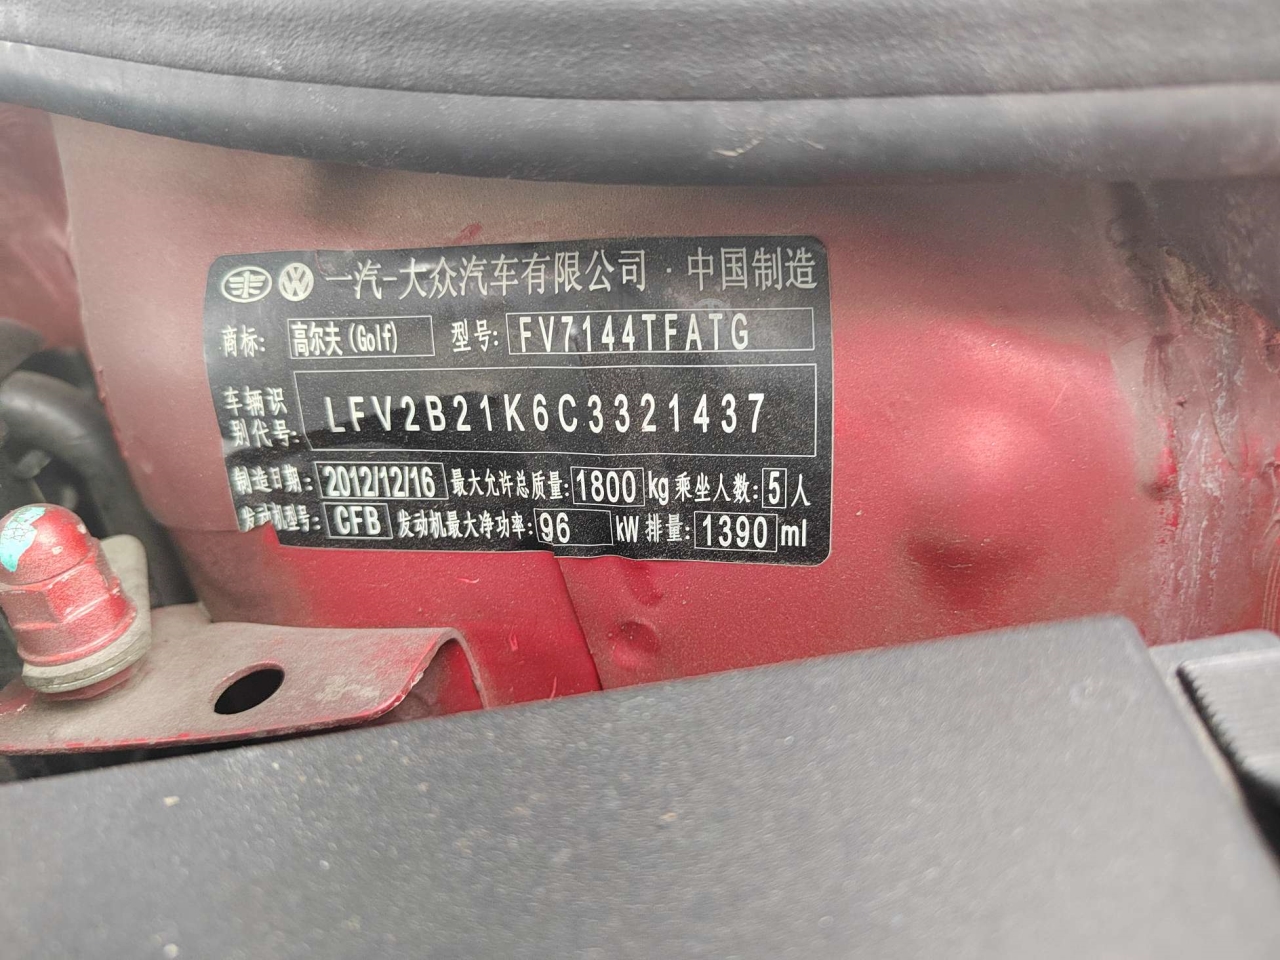 一汽-大众汽车有限公司·中国制造
商标: 高尔夫(Golf) 型号: FV7144TFATG
车辆识别代号: LFV2B21K6C3321437
制造日期: 2012/12/16 最大允许总质量: 1800 kg 乘坐人数: 5 人
发动机型号: CFB 发动机最大净功率: 96 kW 排量: 1390 ml